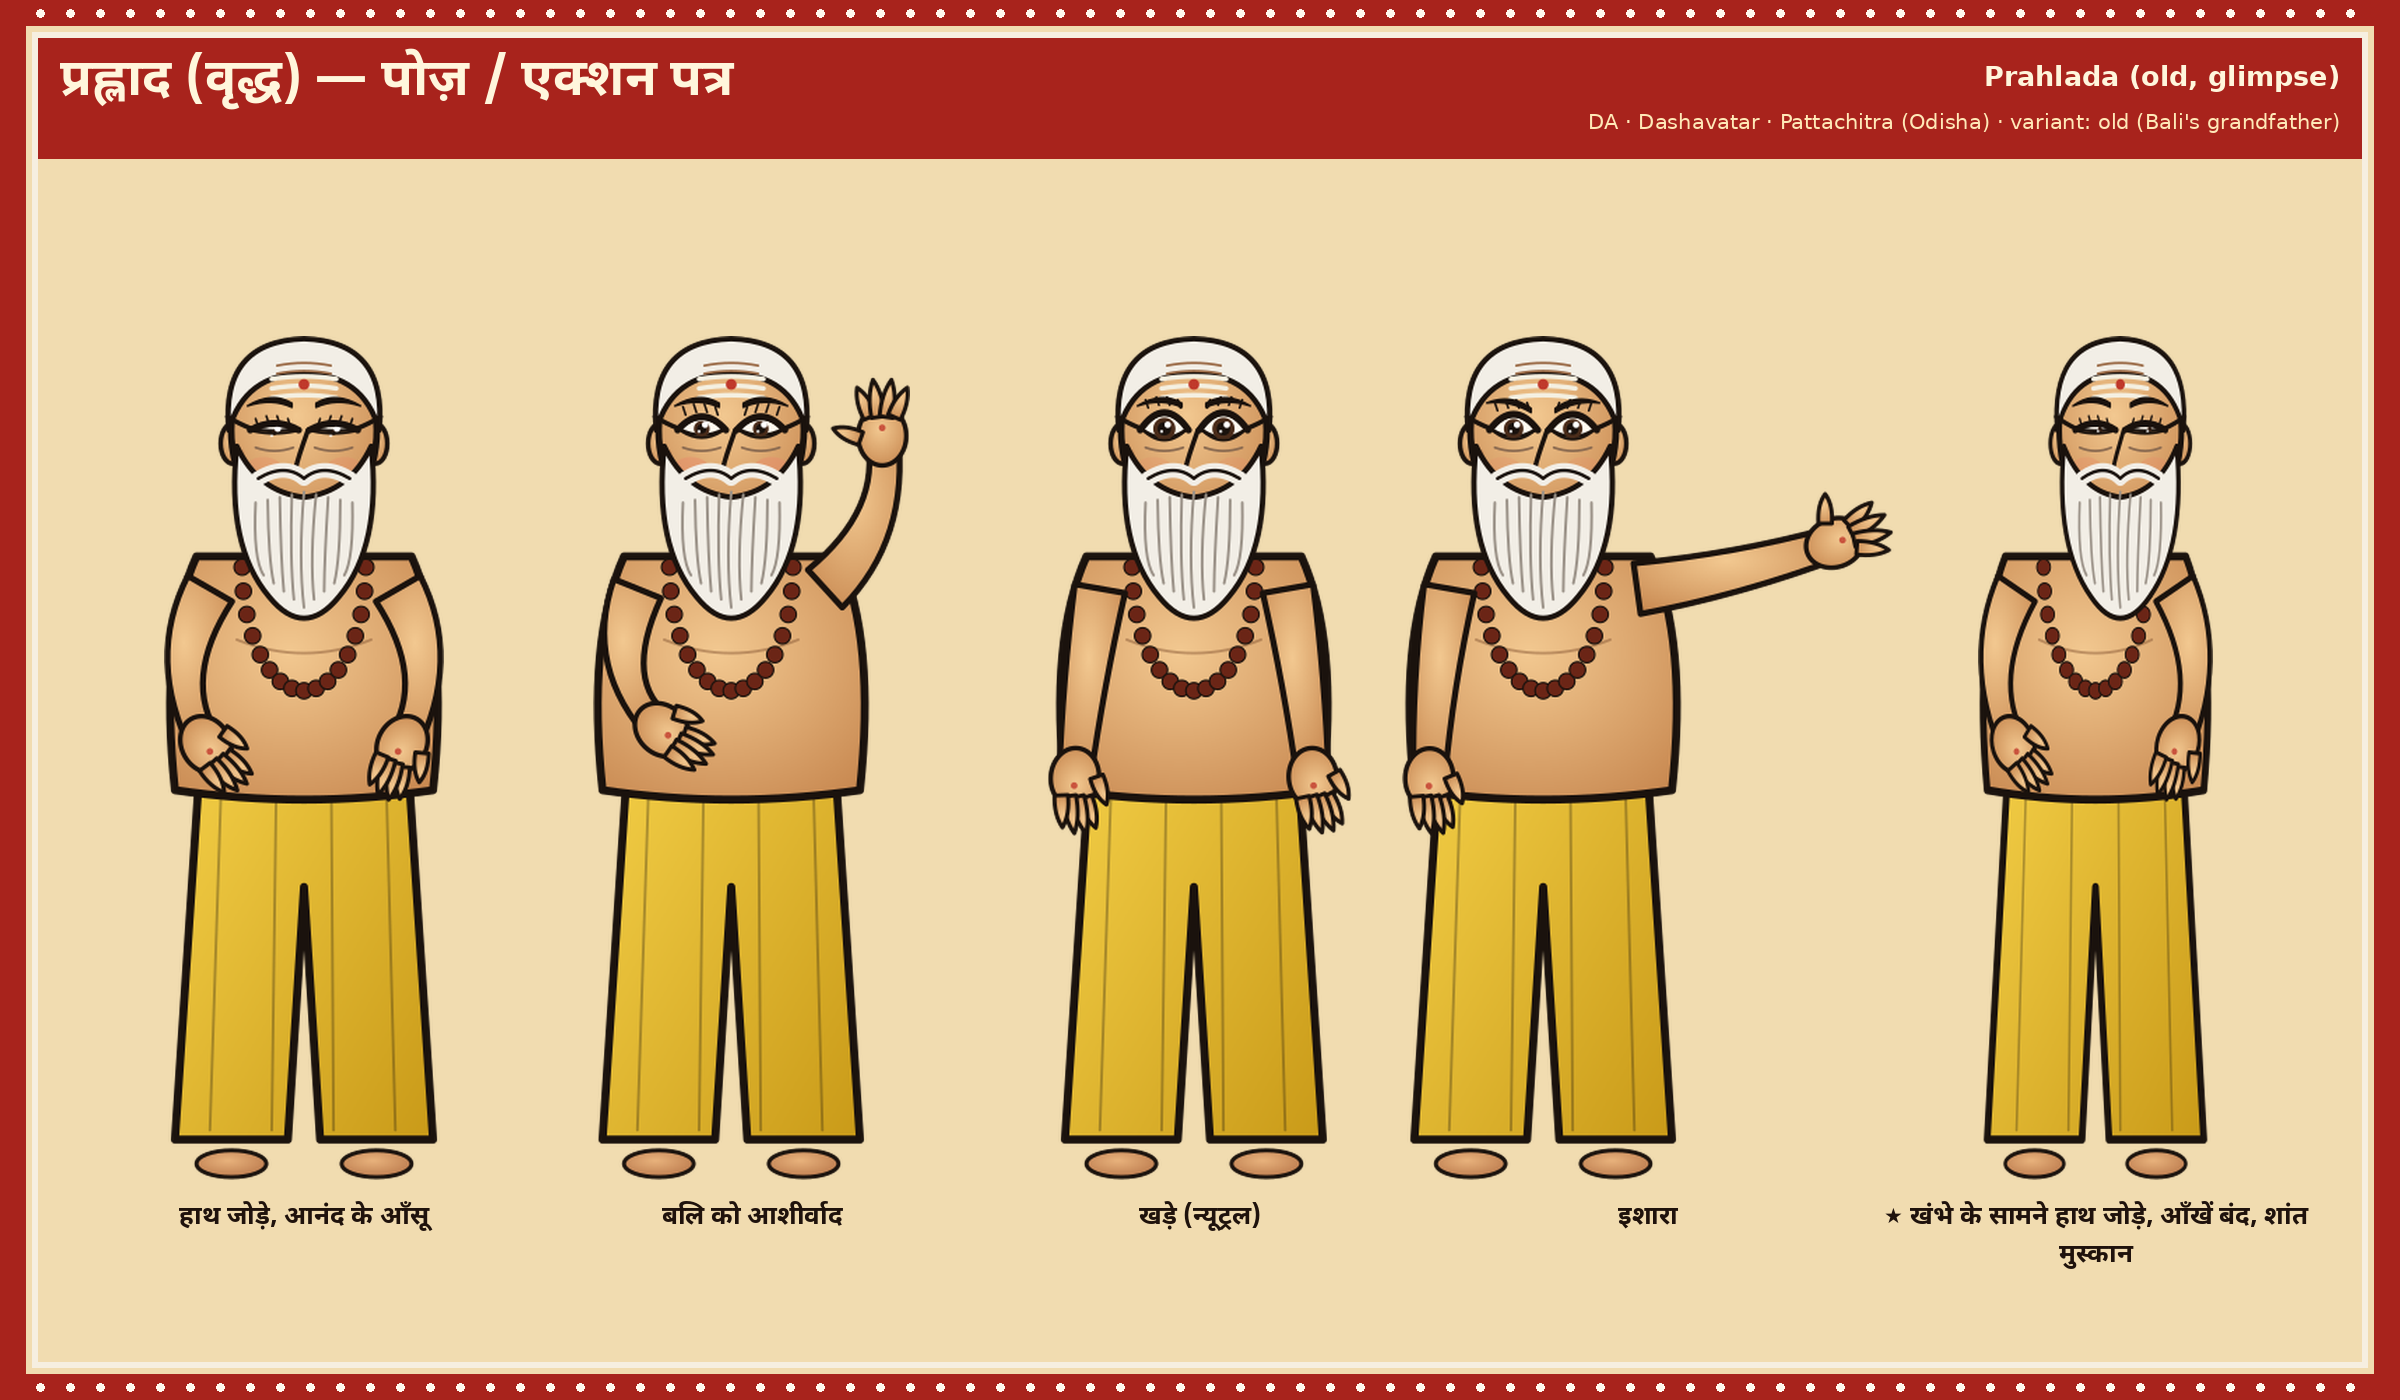 प्रह्लाद (वृद्ध) — पोज़ / एक्शन पत्र
Prahlada (old, glimpse)
DA · Dashavatar · Pattachitra (Odisha) · variant: old (Bali's grandfather)
हाथ जोड़े, आनंद के आँसू
बलि को आशीर्वाद
खड़े (न्यूट्रल)
इशारा
★ खंभे के सामने हाथ जोड़े, आँखें बंद, शांत
मुस्कान